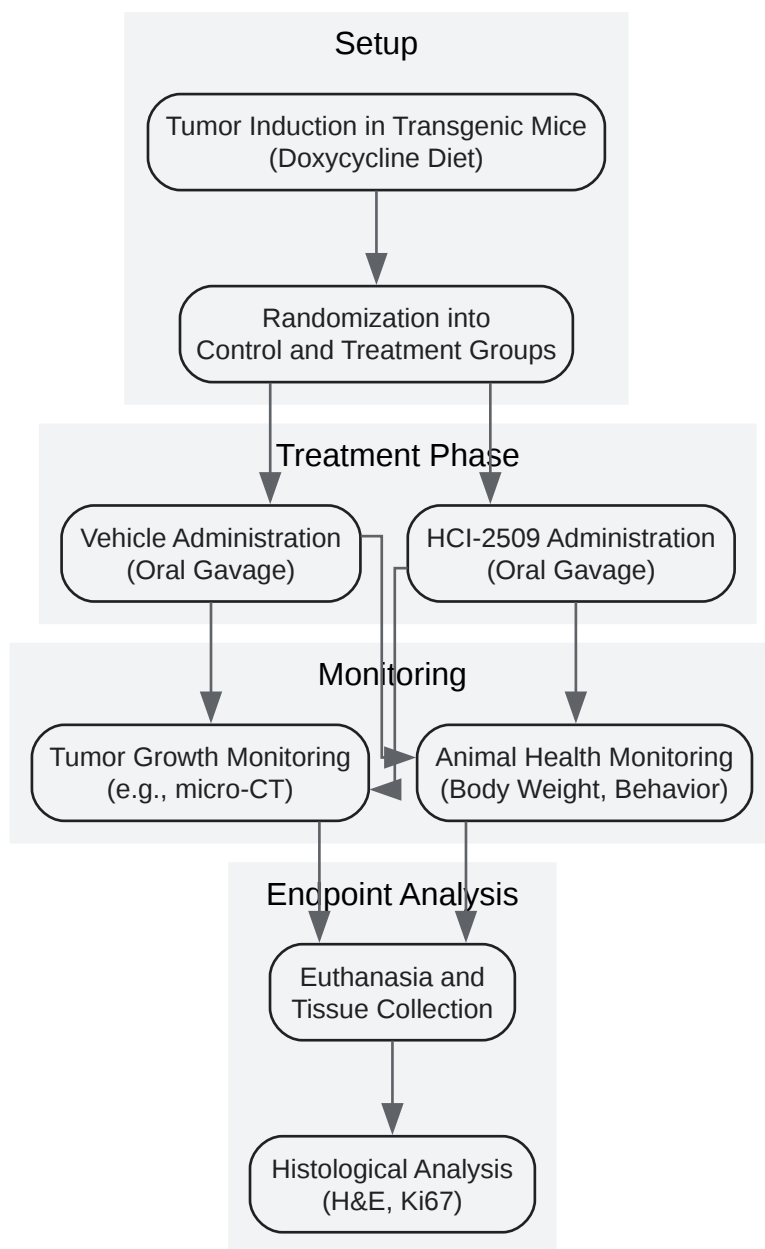 Setup
Tumor Induction in Transgenic Mice
(Doxycycline Diet)
Randomization into
Control and Treatment Groups
Treatment Phase
Vehicle Administration
(Oral Gavage)
HCI-2509 Administration
(Oral Gavage)
Monitoring
Tumor Growth Monitoring
(e.g., micro-CT)
Animal Health Monitoring
(Body Weight, Behavior)
Endpoint Analysis
Euthanasia and
Tissue Collection
Histological Analysis
(H&E, Ki67)